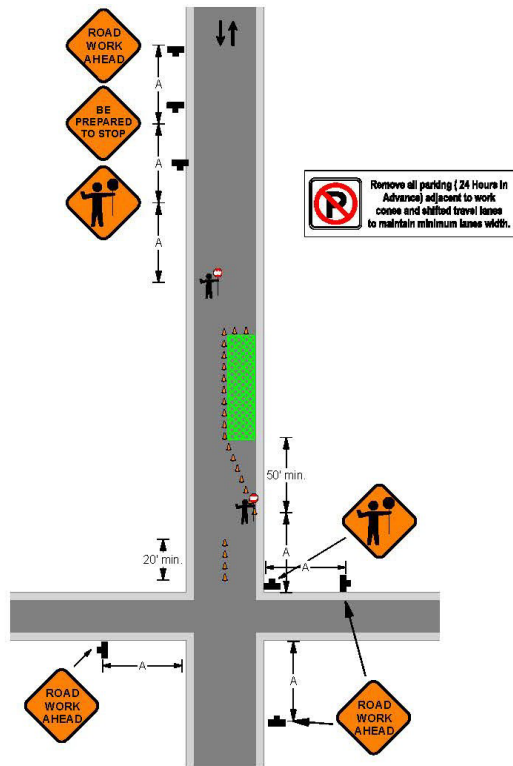 ROAD
WORK
AHEAD
A
BE
PREPARED
TO STOP
A
A
P
Remove all parking ( 24 Hours in
Advance) adjacent to work
cones and shifted travel lanes
to maintain minimum lanes width.
50' min.
20' min.
A
A
A
A
ROAD
WORK
AHEAD
ROAD
WORK
AHEAD